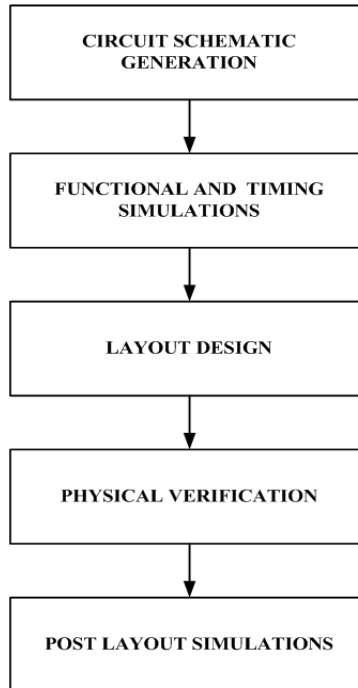 CIRCUIT SCHEMATIC
GENERATION
FUNCTIONAL AND TIMING
SIMULATIONS
LAYOUT DESIGN
PHYSICAL VERIFICATION
POST LAYOUT SIMULATIONS